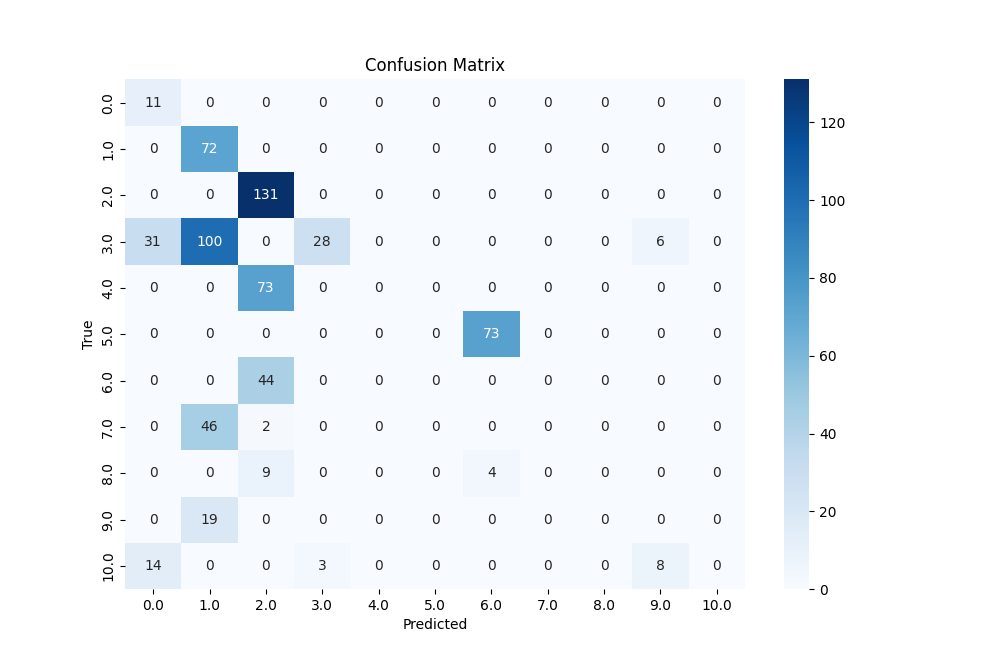 Confusion Matrix
0.0 11 0 0 0 0 0 0 0 0 0 0
1.0 0 72 0 0 0 0 0 0 0 0 0
2.0 0 0 131 0 0 0 0 0 0 0 0
3.0 31 100 0 28 0 0 0 0 0 6 0
4.0 0 0 73 0 0 0 0 0 0 0 0
5.0 0 0 0 0 0 0 73 0 0 0 0
6.0 0 0 44 0 0 0 0 0 0 0 0
7.0 0 46 2 0 0 0 0 0 0 0 0
8.0 0 0 9 0 0 0 4 0 0 0 0
9.0 0 19 0 0 0 0 0 0 0 0 0
10.0 14 0 0 3 0 0 0 0 0 8 0
0.0 1.0 2.0 3.0 4.0 5.0 6.0 7.0 8.0 9.0 10.0
Predicted
True
120
100
80
60
40
20
0